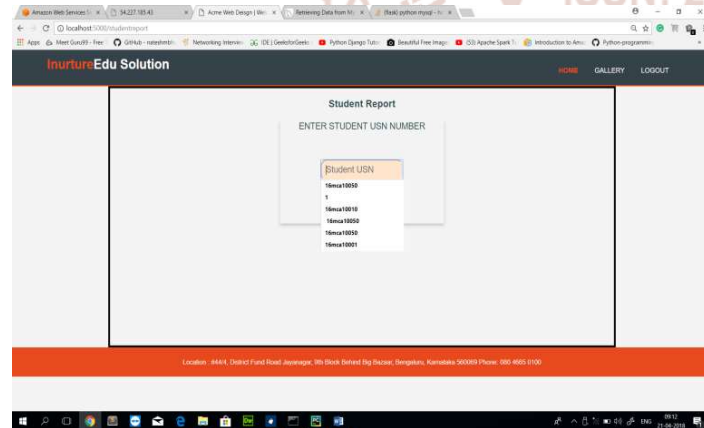 Amazon Web Services
34.227.185.43
Acme Web Design | Wel
Retrieving Data from M
(flask) python mysql -
localhost:5000/studentreport
Apps
Meet Guru99 - Free
GitHub -
Networking Intervie
IDE | GeeksforGeeks
Python Django Tuto
Beautiful Free Image
(50) Apache Spark
Introduction to
Python-programmin
InurtureEdu Solution
HOME GALLERY LOGOUT
Student Report
ENTER STUDENT USN NUMBER
Student USN
16mca10050
1
16mca10010
16mca10050
16mca10050
16mca10001
Location : #44/4, District Fund Road Jayanagar, 9th Block Behind Big Bazaar, Bengaluru, Karnataka 560069 Phone: 080 4665 0100
ENG
09:12
21-04-2018